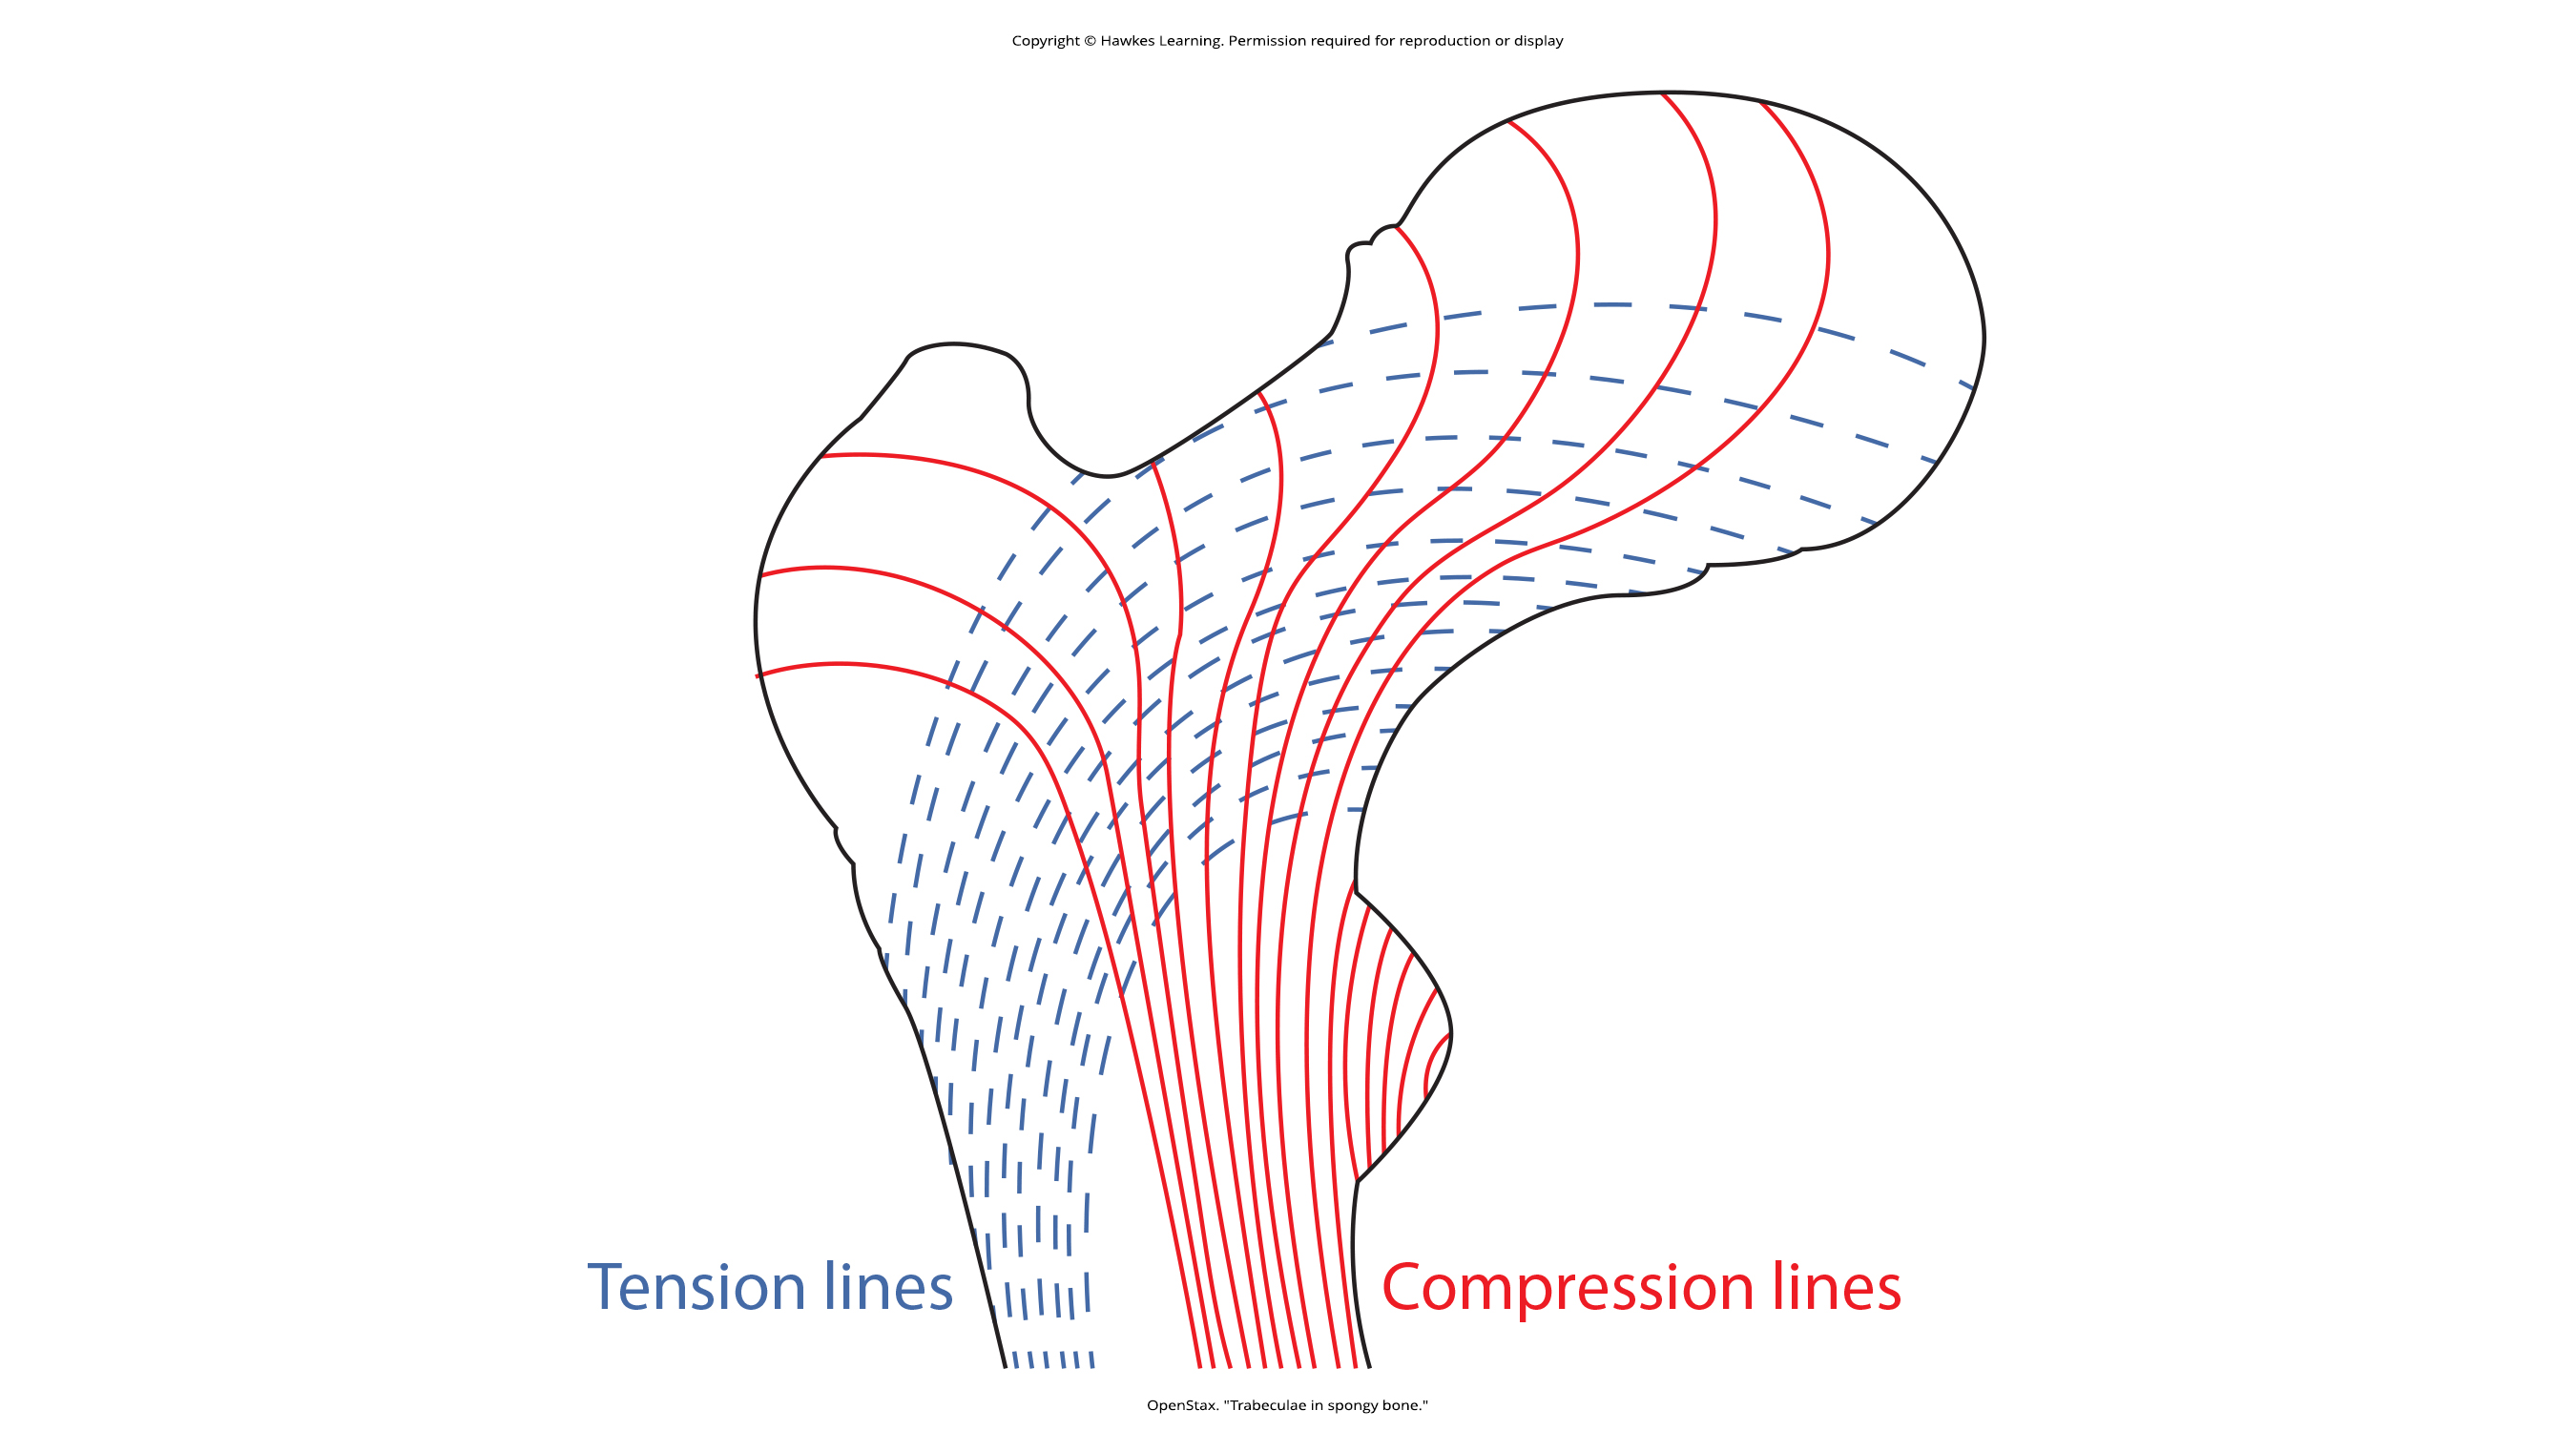 Copyright © Hawkes Learning. Permission required for reproduction or display
Tension lines
Compression lines
OpenStax. "Trabeculae in spongy bone."